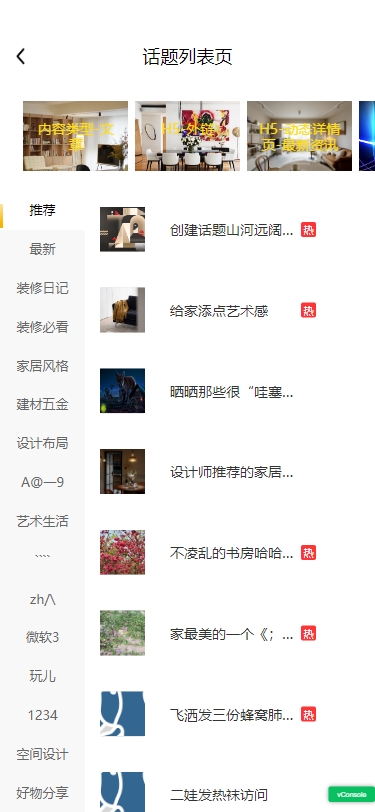 话题列表页
内容类型-文
H5-外链
H5-动态详情
页-最新资讯
推荐
最新
装修日记
装修必看
家居风格
建材五金
设计布局
A@—9
艺术生活
````
zh/\
微软3
玩儿
1234
空间设计
好物分享
创建话题山河远阔... 热
给家添点艺术感 热
晒晒那些很“哇塞...
设计师推荐的家居...
不凌乱的书房哈哈... 热
家最美的一个《；... 热
飞洒发三份蜂窝肺... 热
二娃发热袜访问
vConsole